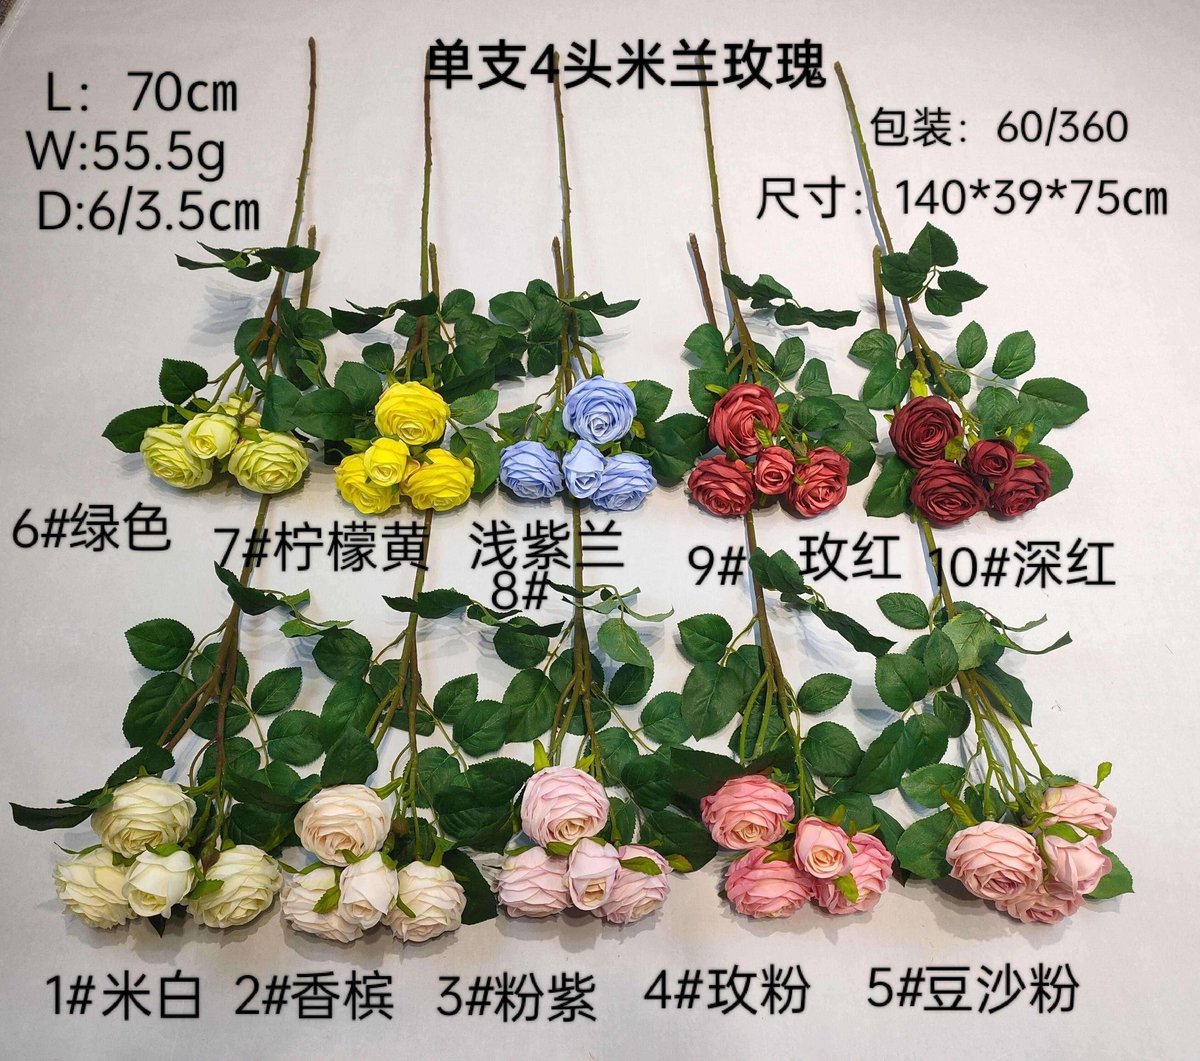 单支4头米兰玫瑰
L：70cm
W:55.5g
D:6/3.5cm
包装：60/360
尺寸：140*39*75cm
6#绿色
7#柠檬黄
浅紫兰
8#
9#玫红
10#深红
1#米白
2#香槟
3#粉紫
4#玫粉
5#豆沙粉